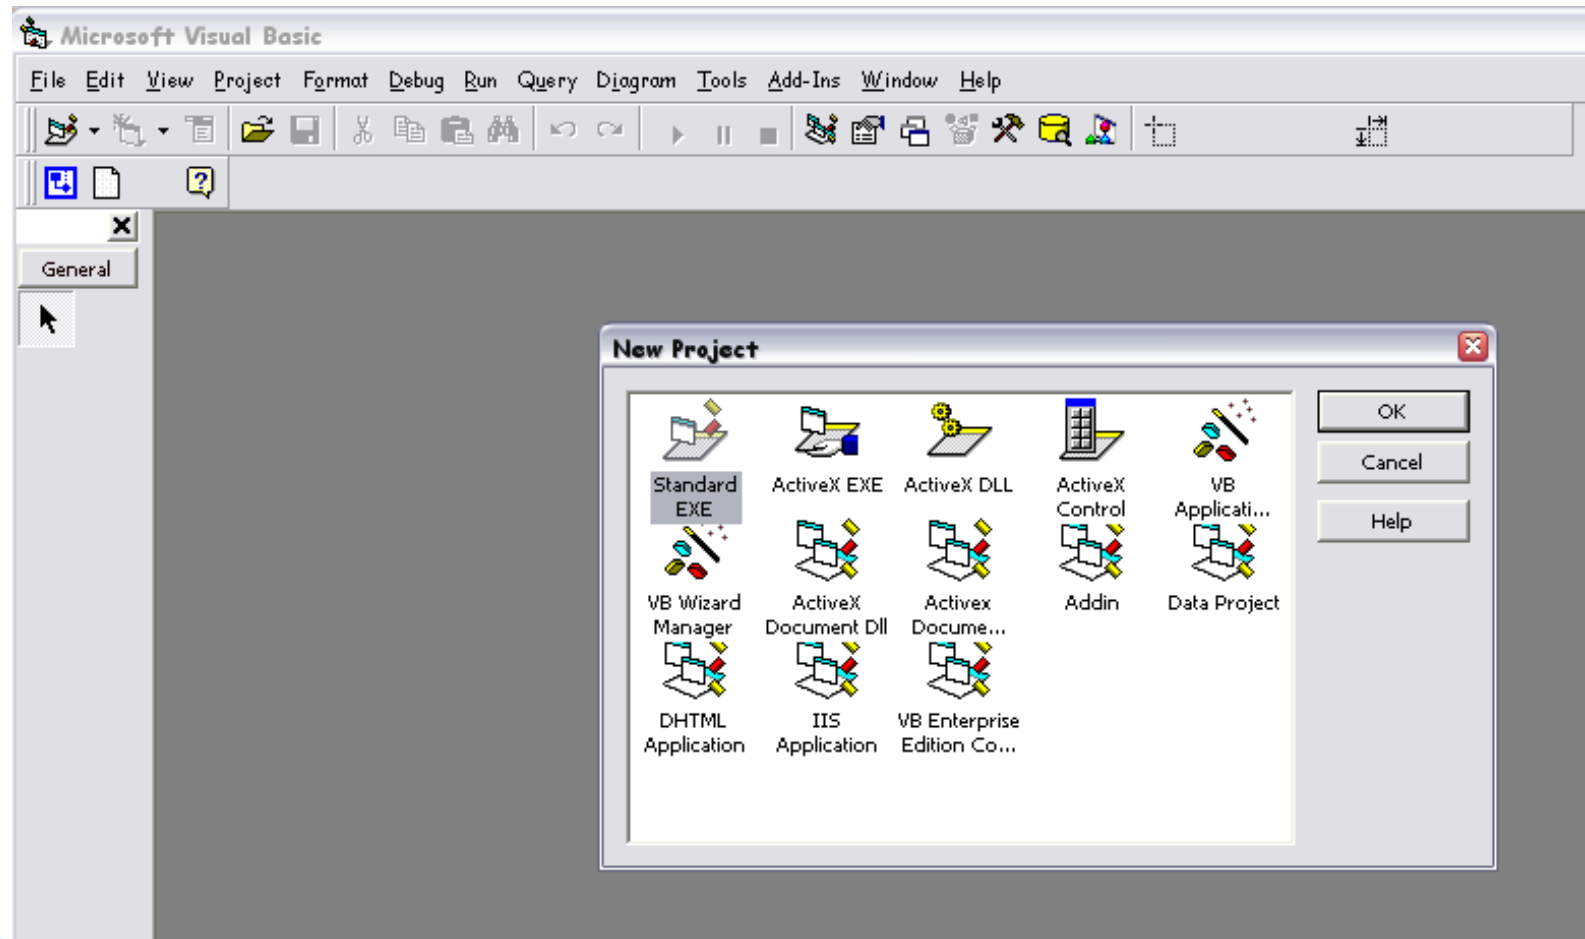 Microsoft Visual Basic
File Edit View Project Format Debug Run Query Diagram Tools Add-Ins Window Help
General
New Project
Standard EXE
ActiveX EXE
ActiveX DLL
ActiveX Control
VB Applicati...
OK
Cancel
Help
VB Wizard Manager
ActiveX Document Dll
Activex Docume...
Addin
Data Project
DHTML Application
IIS Application
VB Enterprise Edition Co...